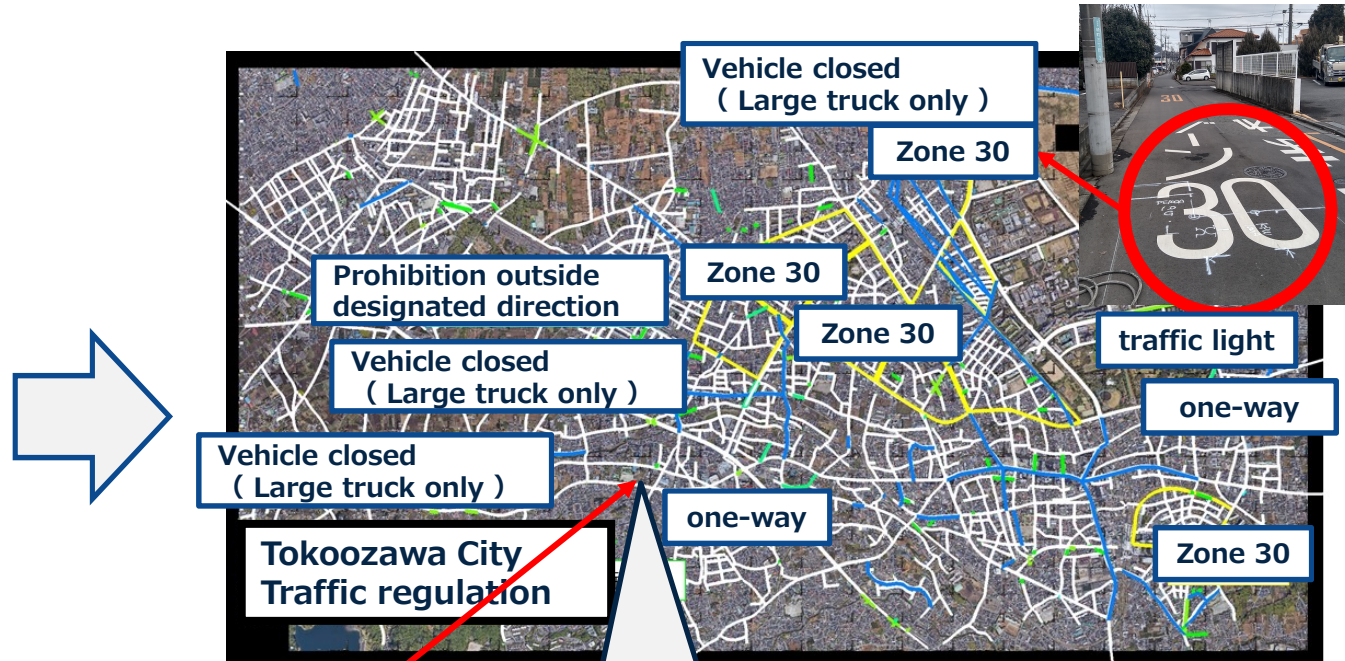 Vehicle closed
（ Large truck only ）
Zone 30
30
30
Zone 30
Prohibition outside
designated direction
Zone 30
traffic light
Vehicle closed
（ Large truck only ）
one-way
Vehicle closed
（ Large truck only ）
one-way
Tokoozawa City
Traffic regulation
Zone 30